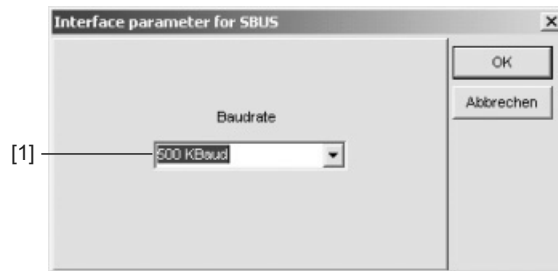 Interface parameter for SBUS
OK
Abbrechen
Baudrate
[1]
500 KBaud